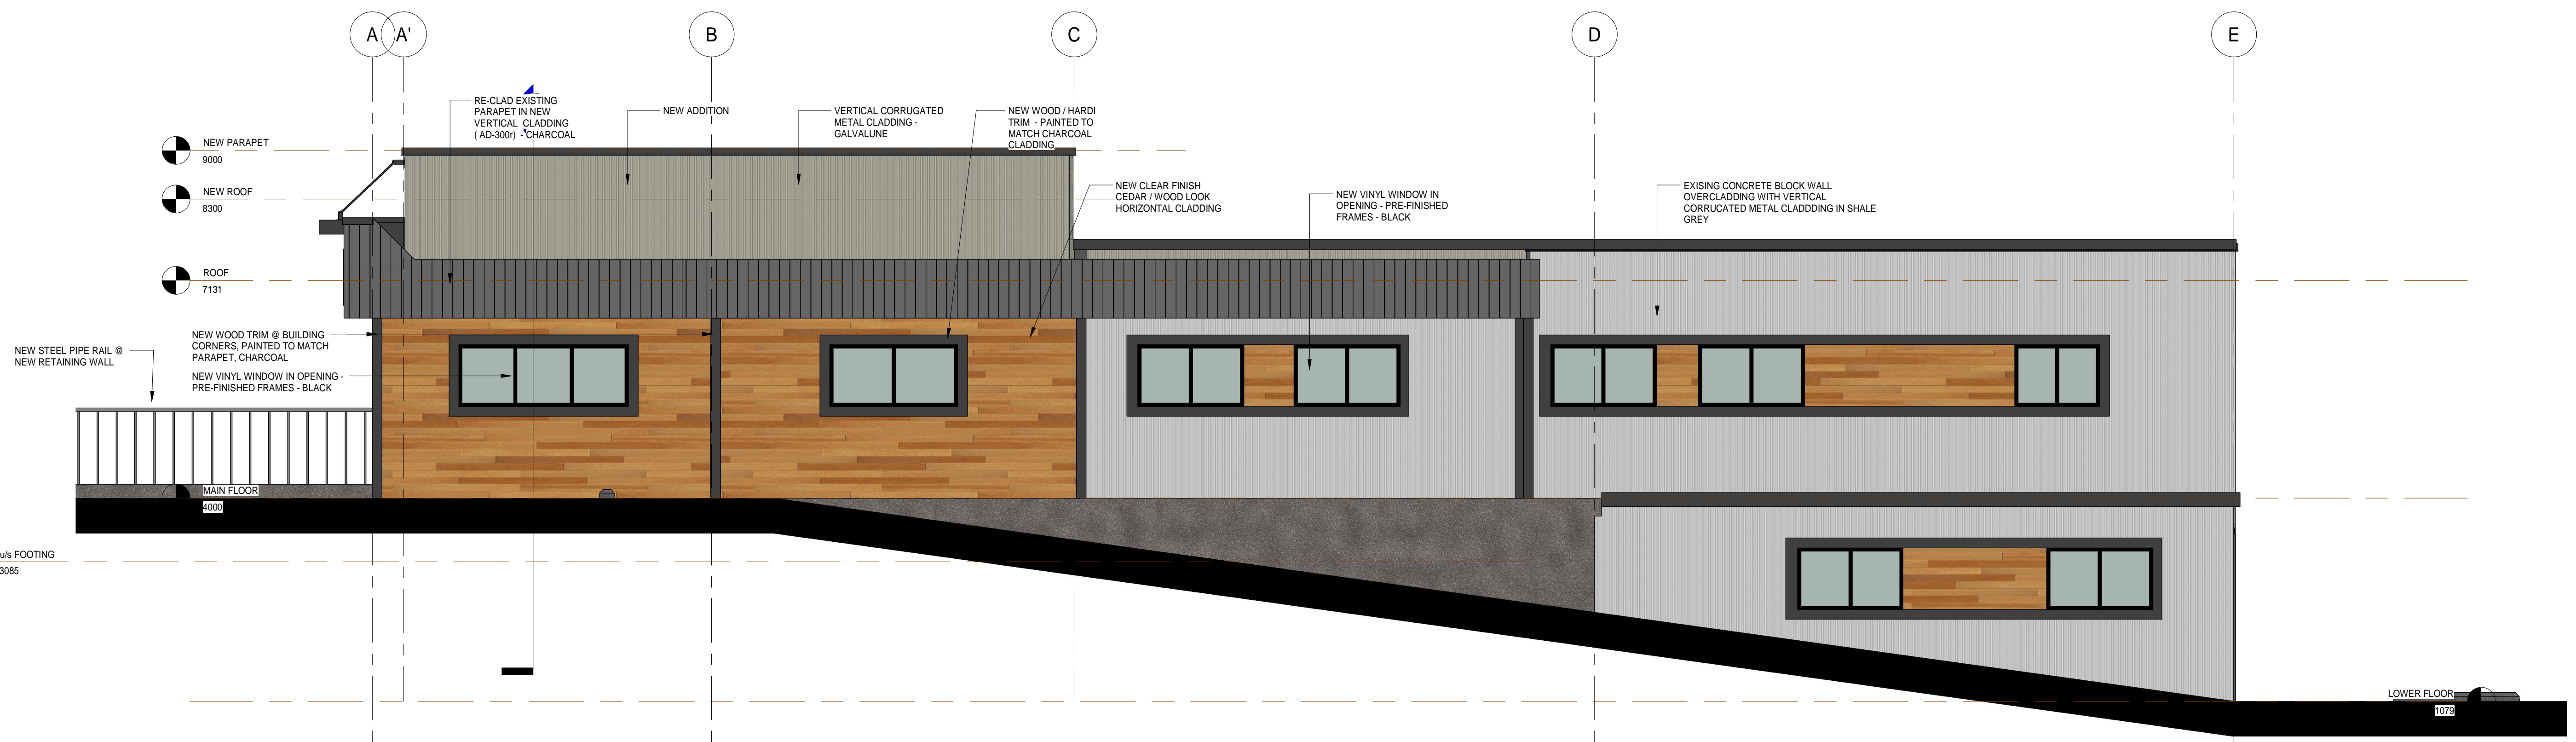 A
A'
B
C
D
E
RE-CLAD EXISTING
PARAPET IN NEW
VERTICAL CLADDING
( AD-300r) - CHARCOAL
NEW ADDITION
VERTICAL CORRUGATED
METAL CLADDING -
GALVALUNE
NEW WOOD / HARDI
TRIM - PAINTED TO
MATCH CHARCOAL
CLADDING
NEW PARAPET
9000
NEW ROOF
8300
NEW CLEAR FINISH
CEDAR / WOOD LOOK
HORIZONTAL CLADDING
NEW VINYL WINDOW IN
OPENING - PRE-FINISHED
FRAMES - BLACK
EXISING CONCRETE BLOCK WALL
OVERCLADDING WITH VERTICAL
CORRUCATED METAL CLADDDING IN SHALE
GREY
ROOF
7131
NEW WOOD TRIM @ BUILDING
CORNERS, PAINTED TO MATCH
PARAPET, CHARCOAL
NEW STEEL PIPE RAIL @
NEW RETAINING WALL
NEW VINYL WINDOW IN OPENING -
PRE-FINISHED FRAMES - BLACK
MAIN FLOOR
4000
u/s FOOTING
3085
LOWER FLOOR
1079